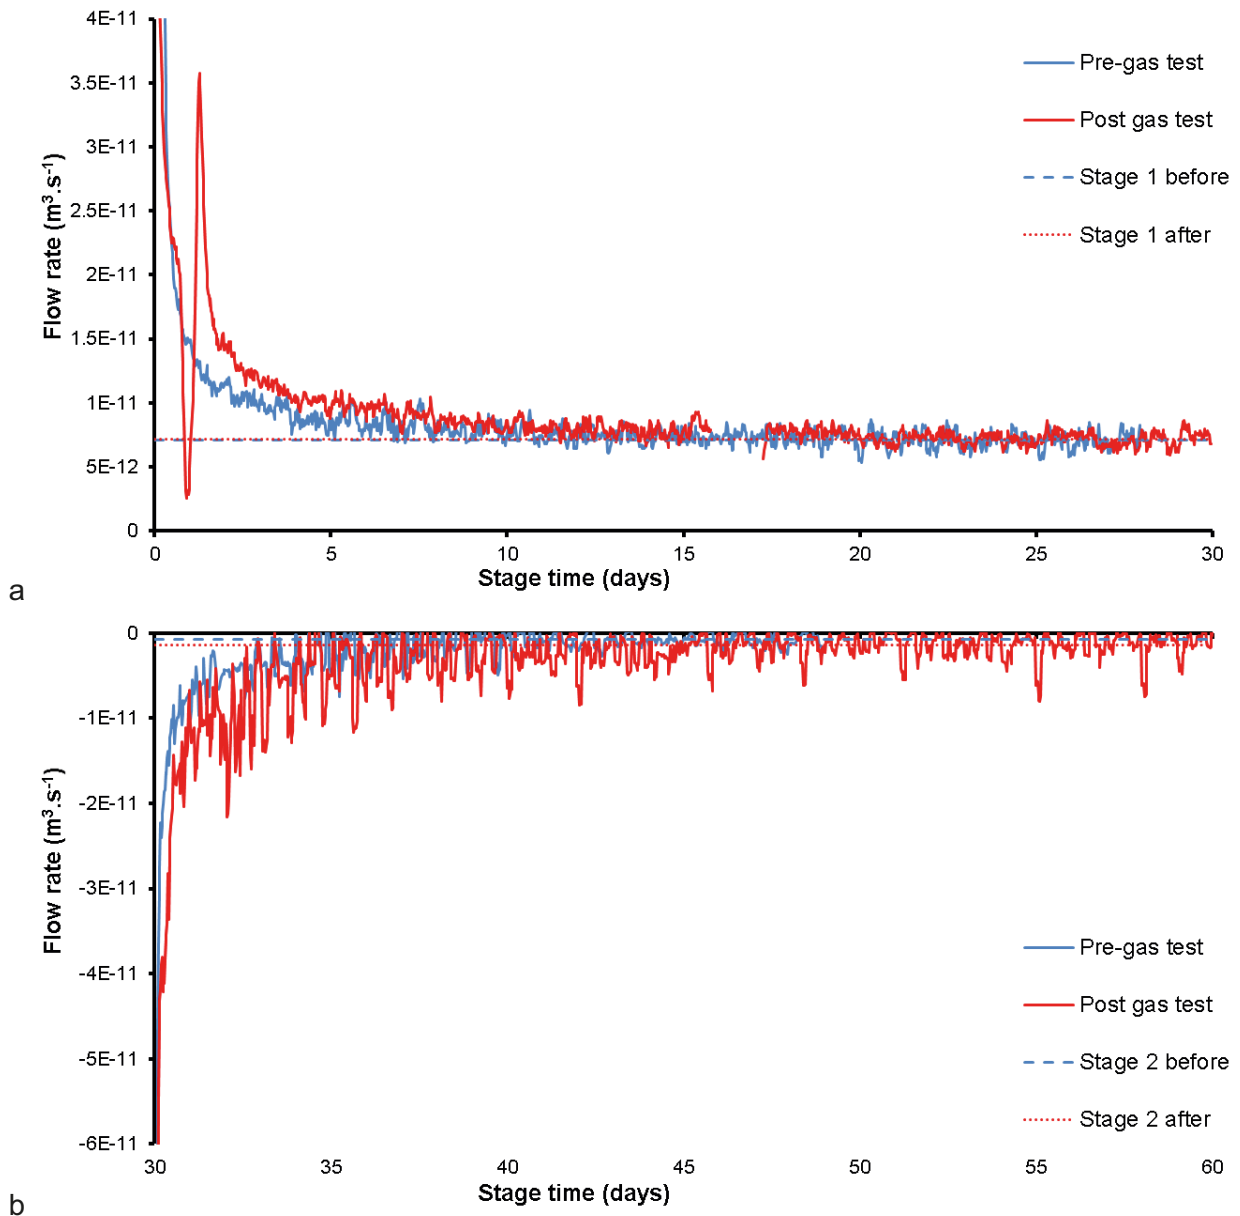 4E-11
3.5E-11
3E-11
2.5E-11
2E-11
1.5E-11
1E-11
5E-12
0
Flow rate (m³.s⁻¹)
Pre-gas test
Post gas test
Stage 1 before
Stage 1 after
0 5 10 15 20 25 30
Stage time (days)
a
0
-1E-11
-2E-11
-3E-11
-4E-11
-5E-11
-6E-11
Flow rate (m³.s⁻¹)
Pre-gas test
Post gas test
Stage 2 before
Stage 2 after
30 35 40 45 50 55 60
Stage time (days)
b